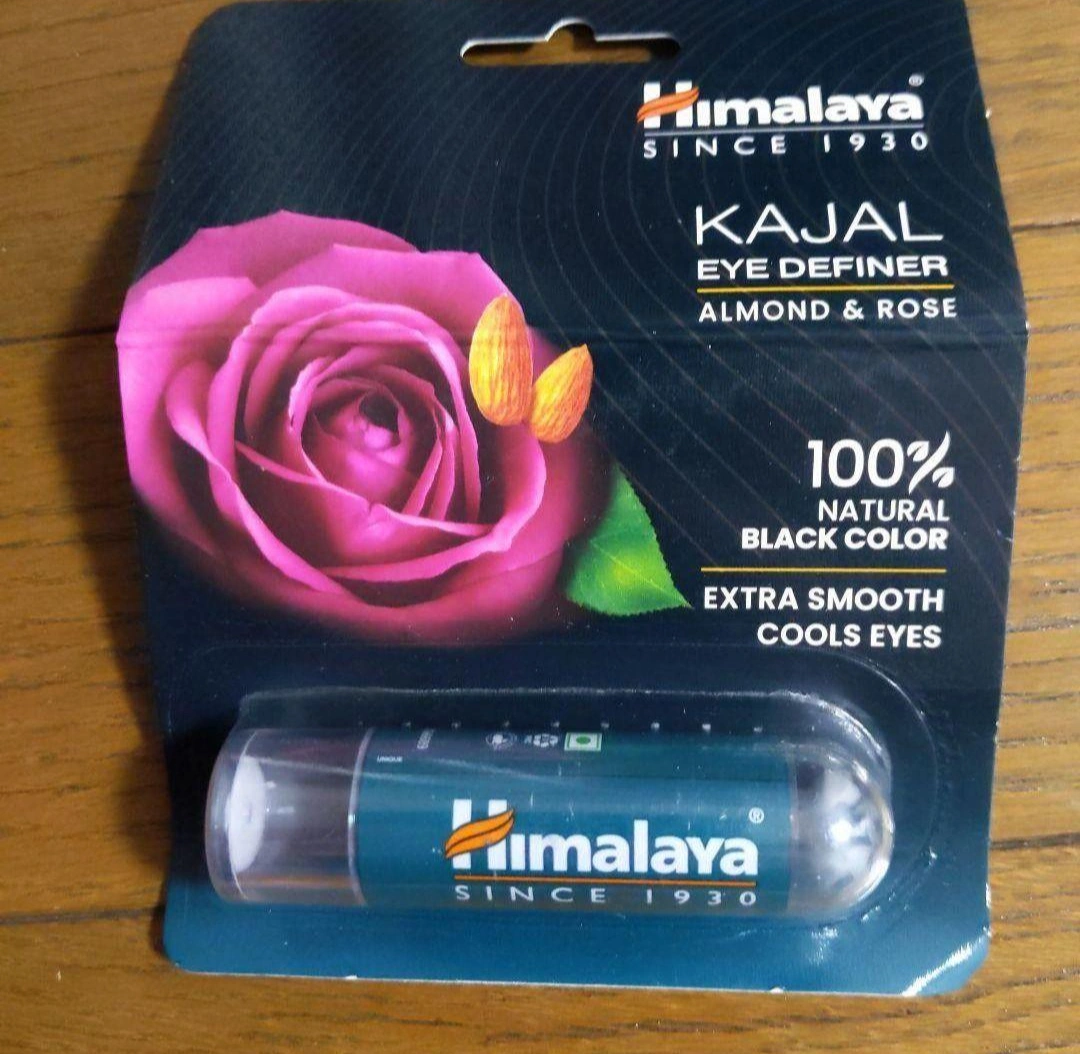 Himalaya®
SINCE 1930
KAJAL
EYE DEFINER
ALMOND & ROSE
100%
NATURAL
BLACK COLOR
EXTRA SMOOTH
COOLS EYES
UNIQUE
Himalaya®
SINCE 1930